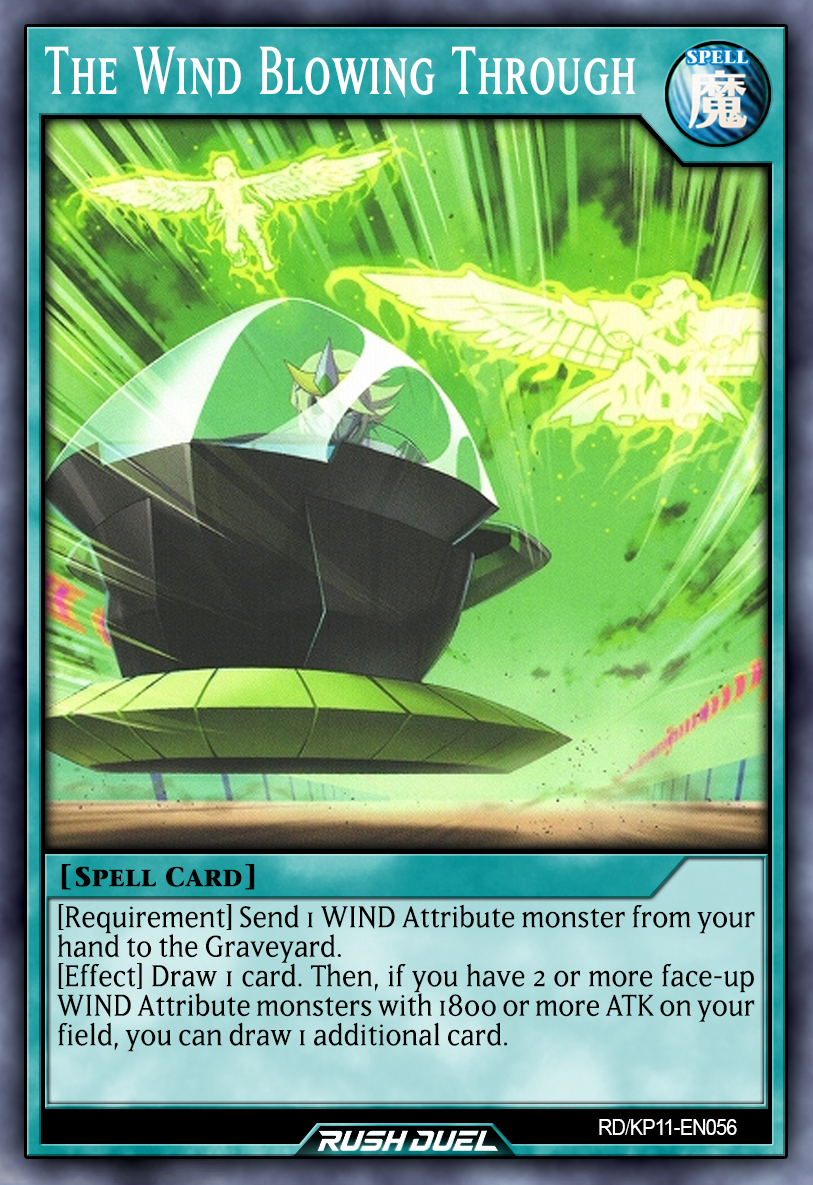 The Wind Blowing Through
SPELL
魔
[Spell Card]
[Requirement] Send 1 WIND Attribute monster from your
hand to the Graveyard.
[Effect] Draw 1 card. Then, if you have 2 or more face-up
WIND Attribute monsters with 1800 or more ATK on your
field, you can draw 1 additional card.
RD/KP11-EN056
RUSH DUEL